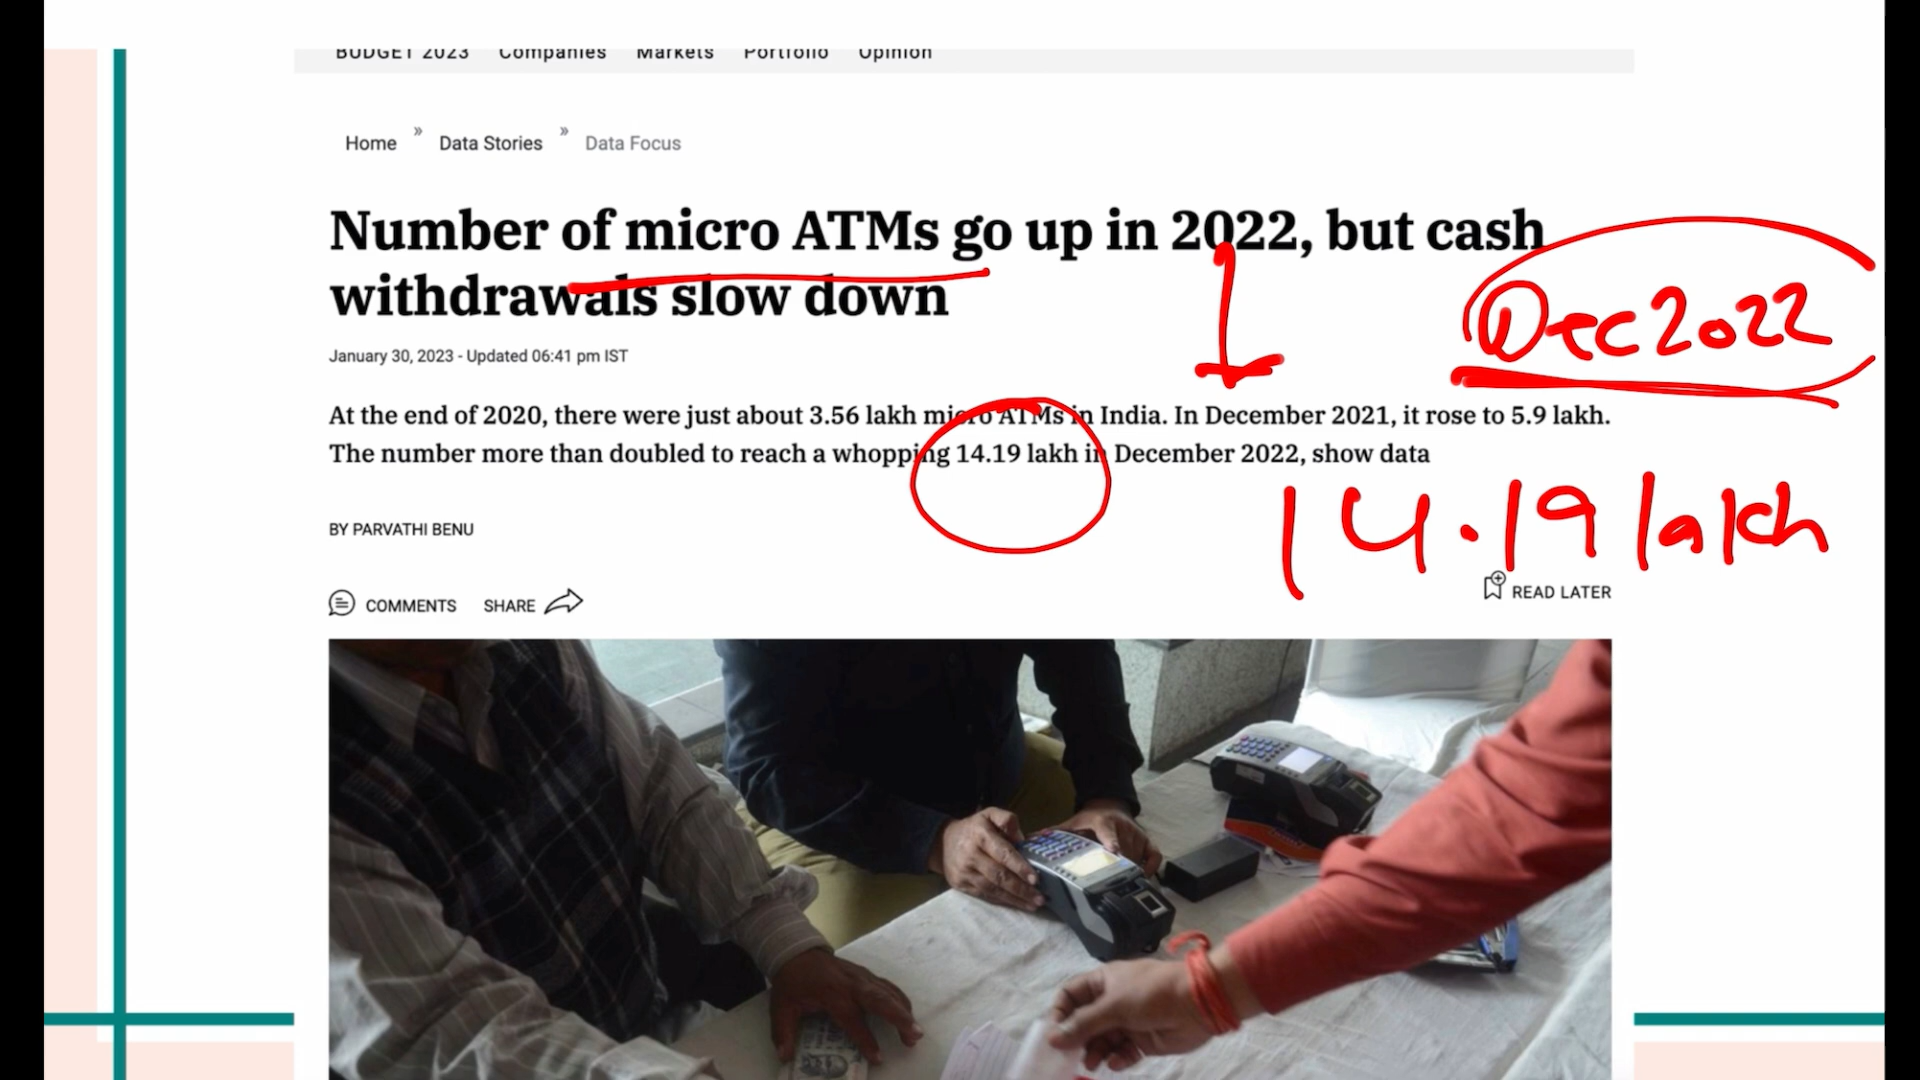 BUDGET 2023 Companies Markets Portfolio Opinion
Home » Data Stories » Data Focus
Number of micro ATMs go up in 2022, but cash
withdrawals slow down
Dec 2022
January 30, 2023 - Updated 06:41 pm IST
At the end of 2020, there were just about 3.56 lakh micro ATMs in India. In December 2021, it rose to 5.9 lakh.
The number more than doubled to reach a whopping 14.19 lakh in December 2022, show data
14.19 lakh
BY PARVATHI BENU
COMMENTS SHARE READ LATER